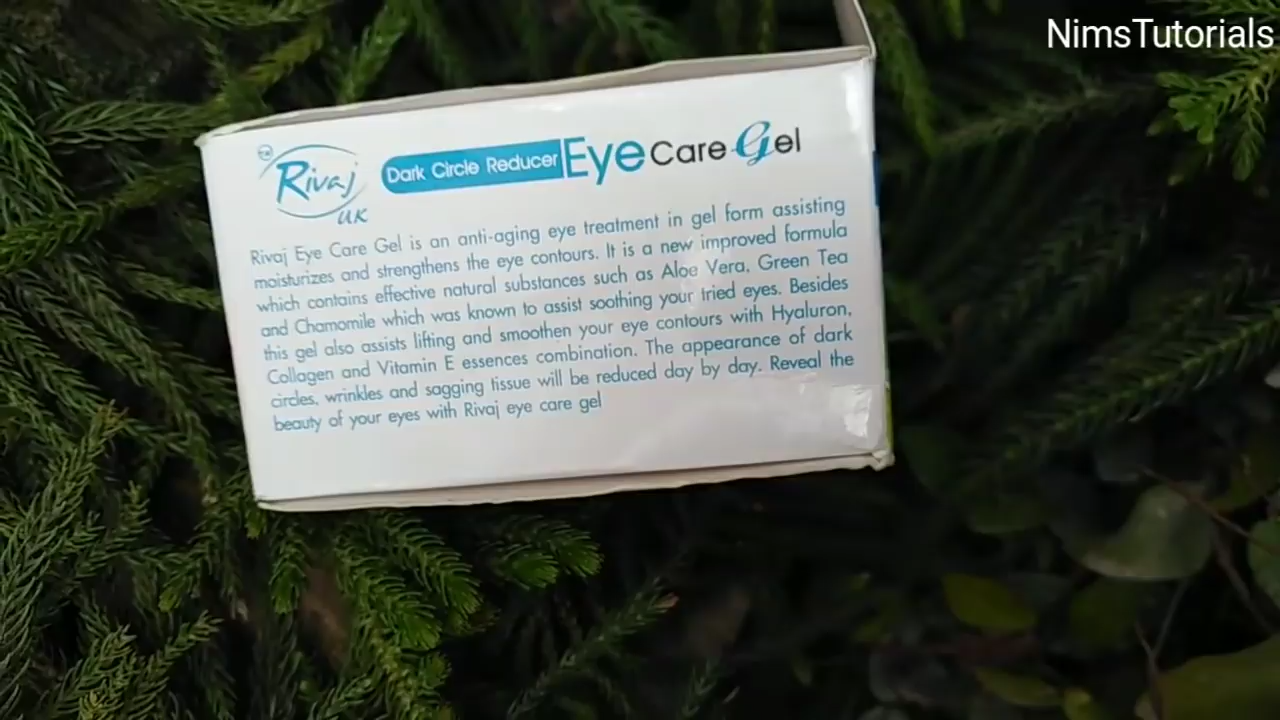 NimsTutorials
TM
Rivaj
UK
Dark Circle Reducer Eye Care Gel
Rivaj Eye Care Gel is an anti-aging eye treatment in gel form assisting
moisturizes and strengthens the eye contours. It is a new improved formula
which contains effective natural substances such as Aloe Vera, Green Tea
and Chamomile which was known to assist soothing your tried eyes. Besides
this gel also assists lifting and smoothen your eye contours with Hyaluron,
Collagen and Vitamin E essences combination. The appearance of dark
circles, wrinkles and sagging tissue will be reduced day by day. Reveal the
beauty of your eyes with Rivaj eye care gel